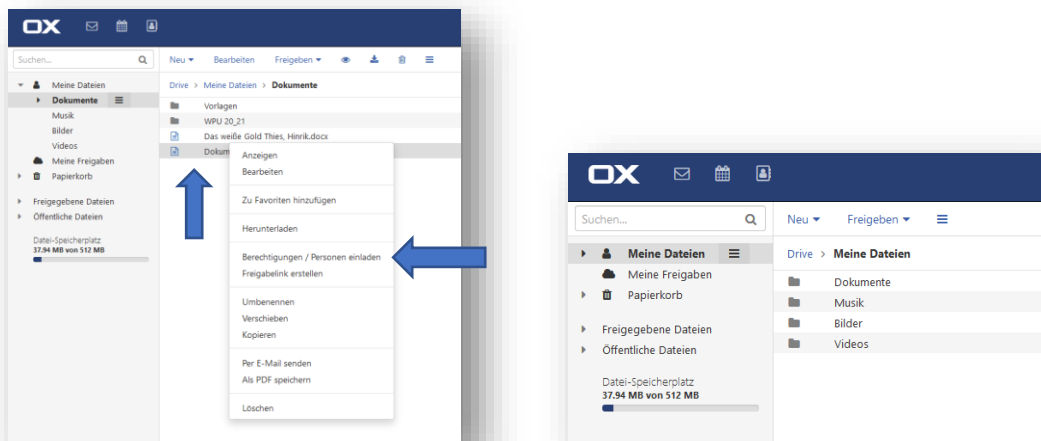 OX
Suchen...
Neu Bearbeiten Freigeben
Meine Dateien
Dokumente
Musik
Bilder
Videos
Meine Freigaben
Papierkorb
Freigegebene Dateien
Öffentliche Dateien
Datei-Speicherplatz
37.94 MB von 512 MB
Drive > Meine Dateien > Dokumente
Vorlagen
WPU 20_21
Das weiße Gold Thies, Hinrik.docx
Dokum
Anzeigen
Bearbeiten
Zu Favoriten hinzufügen
Herunterladen
Berechtigungen / Personen einladen
Freigabelink erstellen
Umbenennen
Verschieben
Kopieren
Per E-Mail senden
Als PDF speichern
Löschen
OX
Suchen...
Neu Freigeben
Meine Dateien
Meine Freigaben
Papierkorb
Freigegebene Dateien
Öffentliche Dateien
Datei-Speicherplatz
37.94 MB von 512 MB
Drive > Meine Dateien
Dokumente
Musik
Bilder
Videos